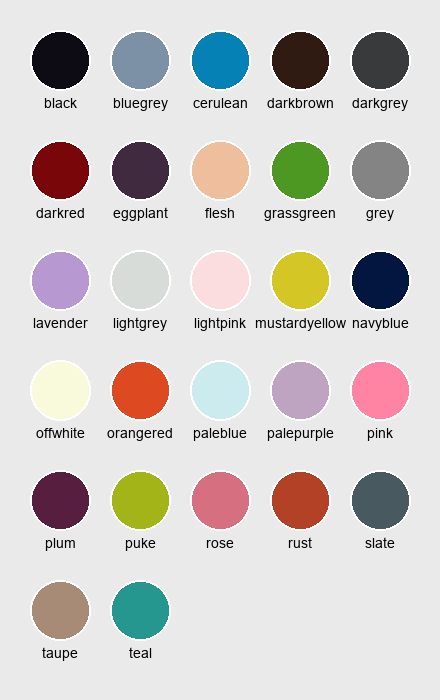 black bluegrey cerulean darkbrown darkgrey
darkred eggplant flesh grassgreen grey
lavender lightgrey lightpink mustardyellow navyblue
offwhite orangered paleblue palepurple pink
plum puke rose rust slate
taupe teal